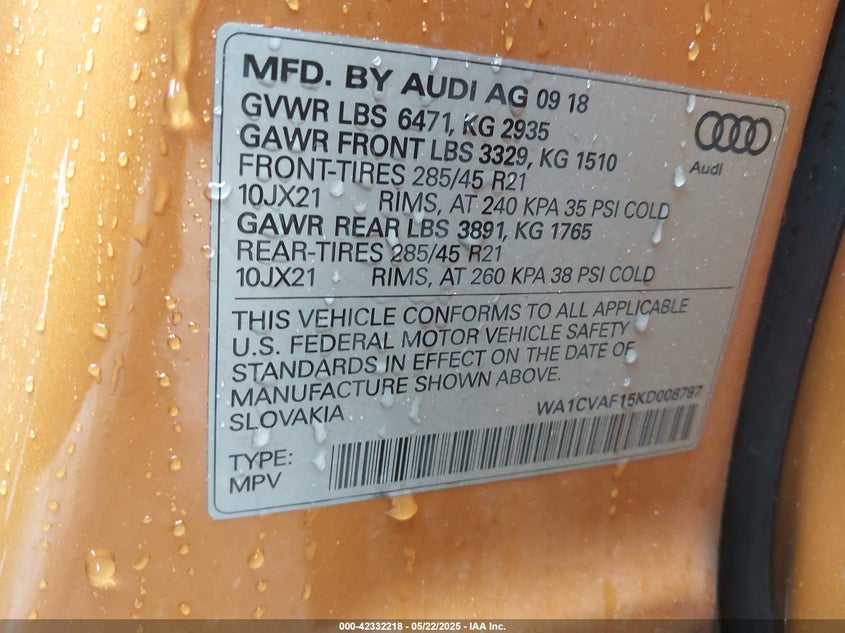 MFD. BY AUDI AG 09 18
GVWR LBS 6471, KG 2935
GAWR FRONT LBS 3329, KG 1510
FRONT-TIRES 285/45 R21
10JX21 RIMS, AT 240 KPA 35 PSI COLD
GAWR REAR LBS 3891, KG 1765
REAR-TIRES 285/45 R21
10JX21 RIMS, AT 260 KPA 38 PSI COLD
Audi
THIS VEHICLE CONFORMS TO ALL APPLICABLE
U.S. FEDERAL MOTOR VEHICLE SAFETY
STANDARDS IN EFFECT ON THE DATE OF
MANUFACTURE SHOWN ABOVE.
SLOVAKIA WA1CVAF15KD008797
TYPE:
MPV
000-42332218 - 05/22/2025 - IAA Inc.